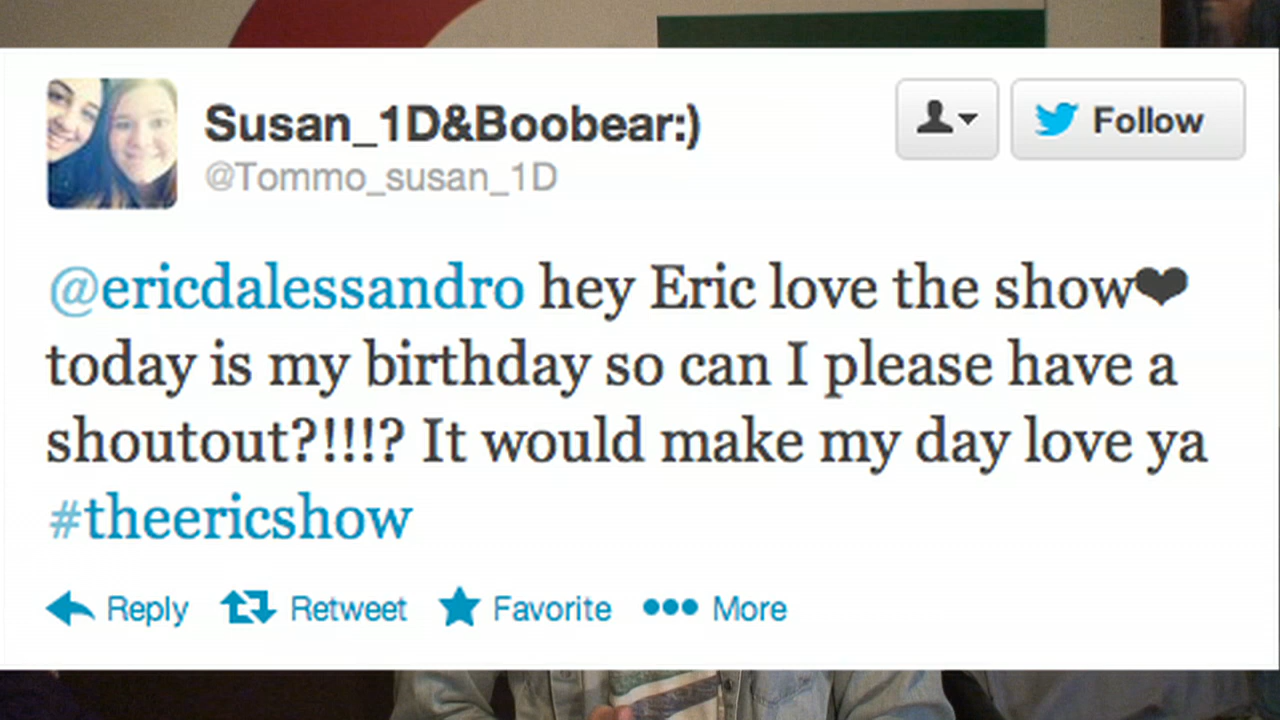 Susan_1D&Boobear:)
@Tommo_susan_1D
Follow
@ericdalessandro hey Eric love the show❤
today is my birthday so can I please have a
shoutout?!!!? It would make my day love ya
#theericshow
Reply Retweet Favorite More